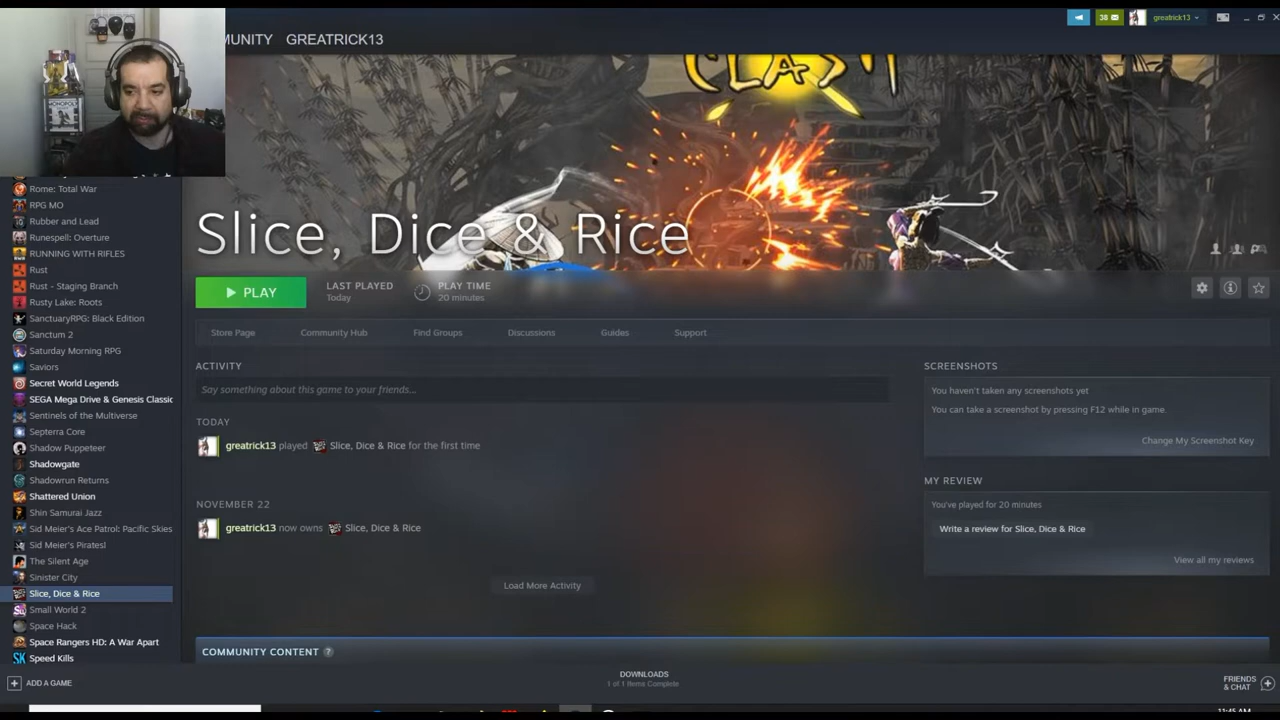 38
greatrick13
MUNITY GREATRICK13
CLASH
MONOPOLY
Slice, Dice & Rice
PLAY
LAST PLAYED
Today
PLAY TIME
20 minutes
Store Page Community Hub Find Groups Discussions Guides Support
ACTIVITY
Say something about this game to your friends...
TODAY
greatrick13 played Slice, Dice & Rice for the first time
NOVEMBER 22
greatrick13 now owns Slice, Dice & Rice
Load More Activity
SCREENSHOTS
You haven't taken any screenshots yet
You can take a screenshot by pressing F12 while in game.
Change My Screenshot Key
MY REVIEW
You've played for 20 minutes
Write a review for Slice, Dice & Rice
View all my reviews
COMMUNITY CONTENT ?
Rome: Total War
RPG MO
Rubber and Lead
Runespell: Overture
RUNNING WITH RIFLES
Rust
Rust - Staging Branch
Rusty Lake: Roots
SanctuaryRPG: Black Edition
Sanctum 2
Saturday Morning RPG
Saviors
Secret World Legends
SEGA Mega Drive & Genesis Classic
Sentinels of the Multiverse
Septerra Core
Shadow Puppeteer
Shadowgate
Shadowrun Returns
Shattered Union
Shin Samurai Jazz
Sid Meier's Ace Patrol: Pacific Skies
Sid Meier's Pirates!
The Silent Age
Sinister City
Slice, Dice & Rice
Small World 2
Space Hack
Space Rangers HD: A War Apart
SK Speed Kills
ADD A GAME
DOWNLOADS
1 of 1 Items Complete
FRIENDS
& CHAT
11:45 AM